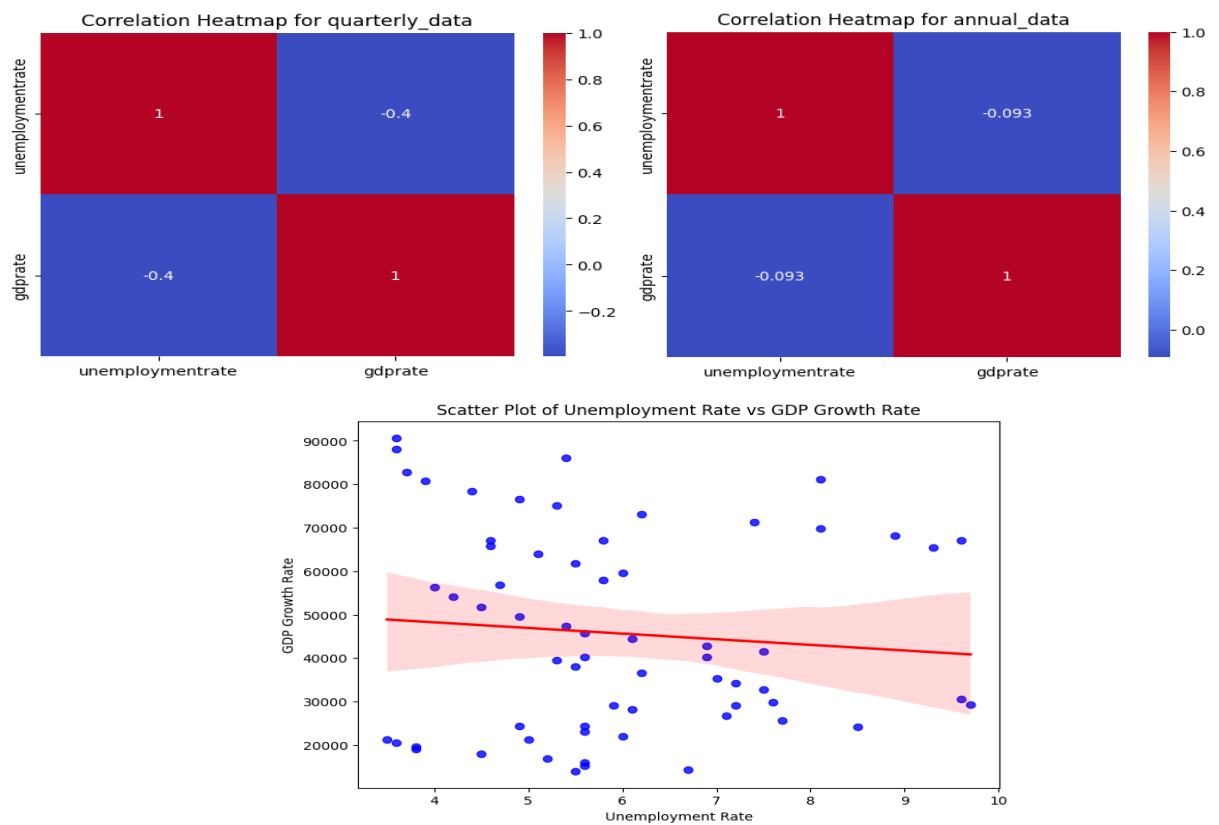 Correlation Heatmap for quarterly_data
unemploymentrate
gdprate
1
-0.4
-0.4
1
unemploymentrate
gdprate
1.0
0.8
0.6
0.4
0.2
0.0
−0.2
Correlation Heatmap for annual_data
unemploymentrate
gdprate
1
-0.093
-0.093
1
unemploymentrate
gdprate
1.0
0.8
0.6
0.4
0.2
0.0
Scatter Plot of Unemployment Rate vs GDP Growth Rate
GDP Growth Rate
90000
80000
70000
60000
50000
40000
30000
20000
4
5
6
7
8
9
10
Unemployment Rate